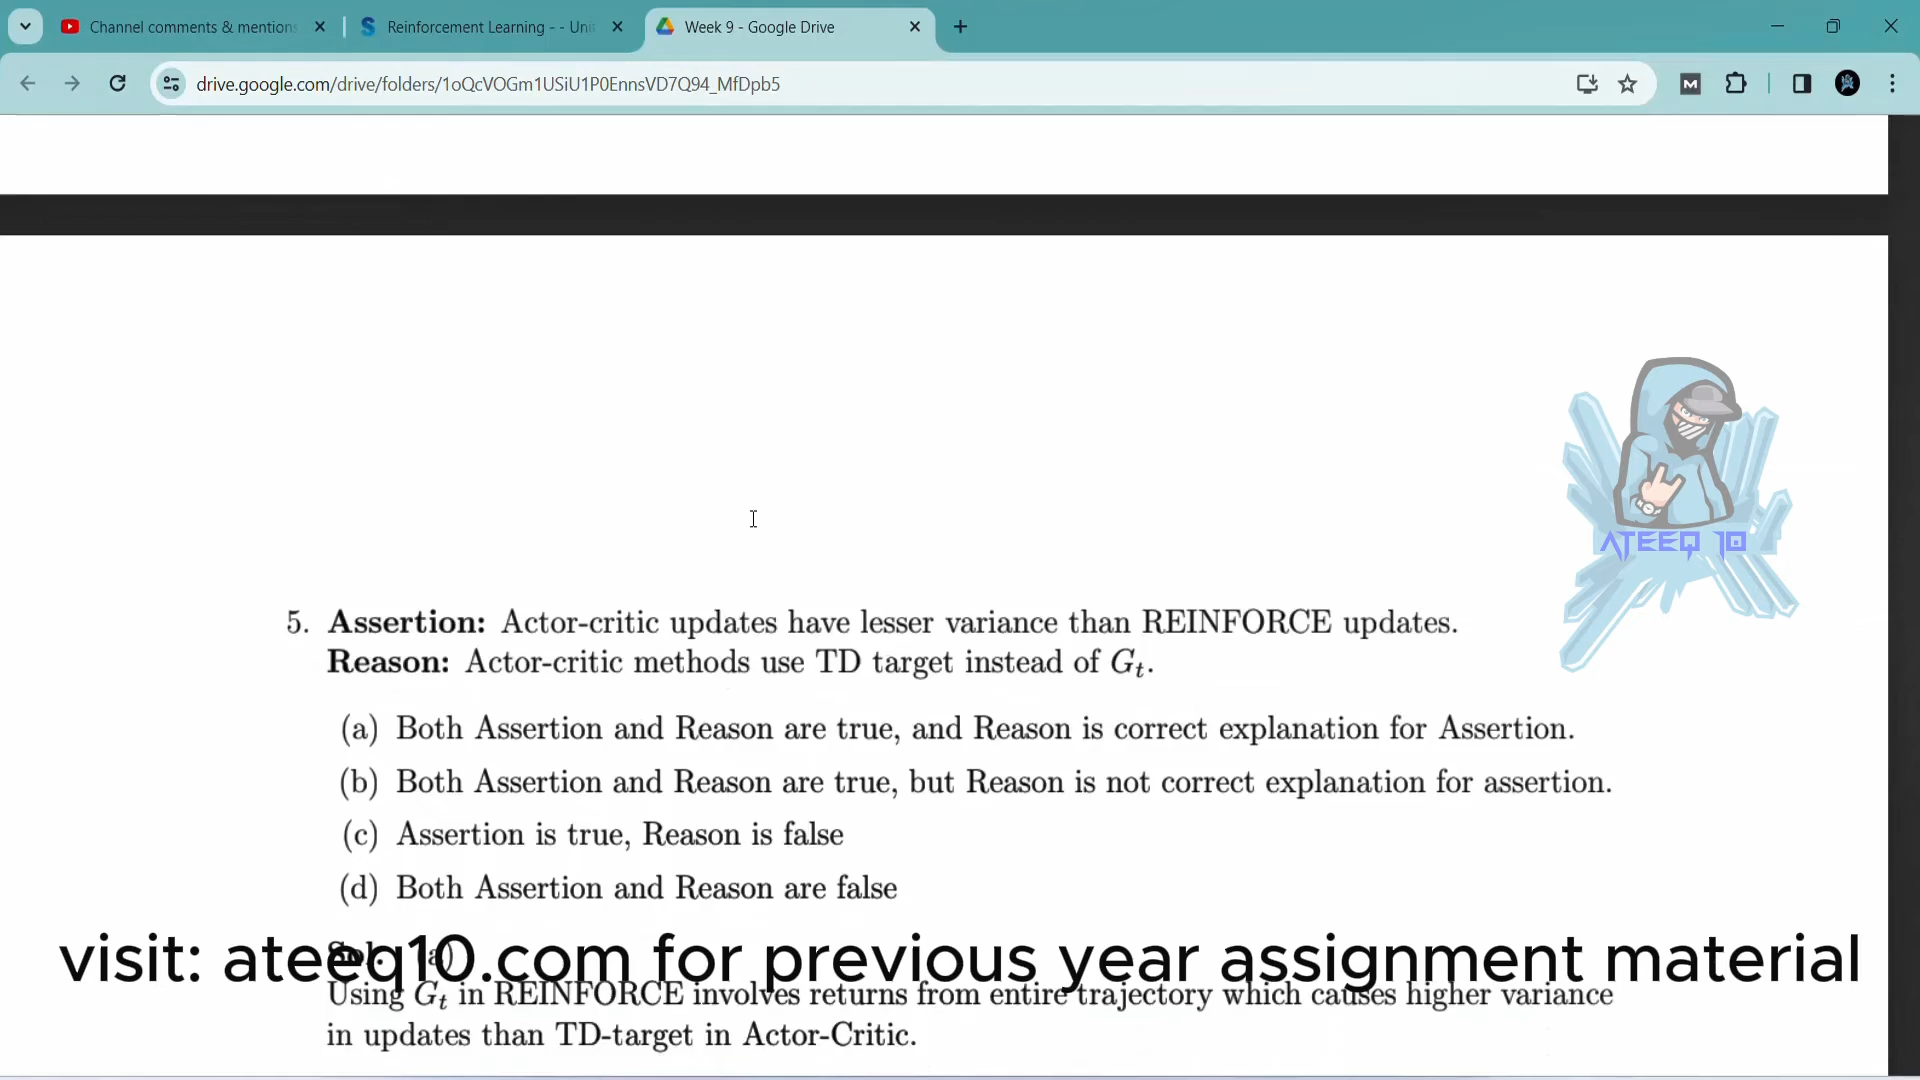 Channel comments & mentions
Reinforcement Learning - - Uni
Week 9 - Google Drive
drive.google.com/drive/folders/1oQcVOGm1USiU1P0EnnsVD7Q94_MfDpb5
ATEEQ 10
5. Assertion: Actor-critic updates have lesser variance than REINFORCE updates.
Reason: Actor-critic methods use TD target instead of Gt.
(a) Both Assertion and Reason are true, and Reason is correct explanation for Assertion.
(b) Both Assertion and Reason are true, but Reason is not correct explanation for assertion.
(c) Assertion is true, Reason is false
(d) Both Assertion and Reason are false
Sol. (a)
visit: ateeq10.com for previous year assignment material
Using Gt in REINFORCE involves returns from entire trajectory which causes higher variance
in updates than TD-target in Actor-Critic.